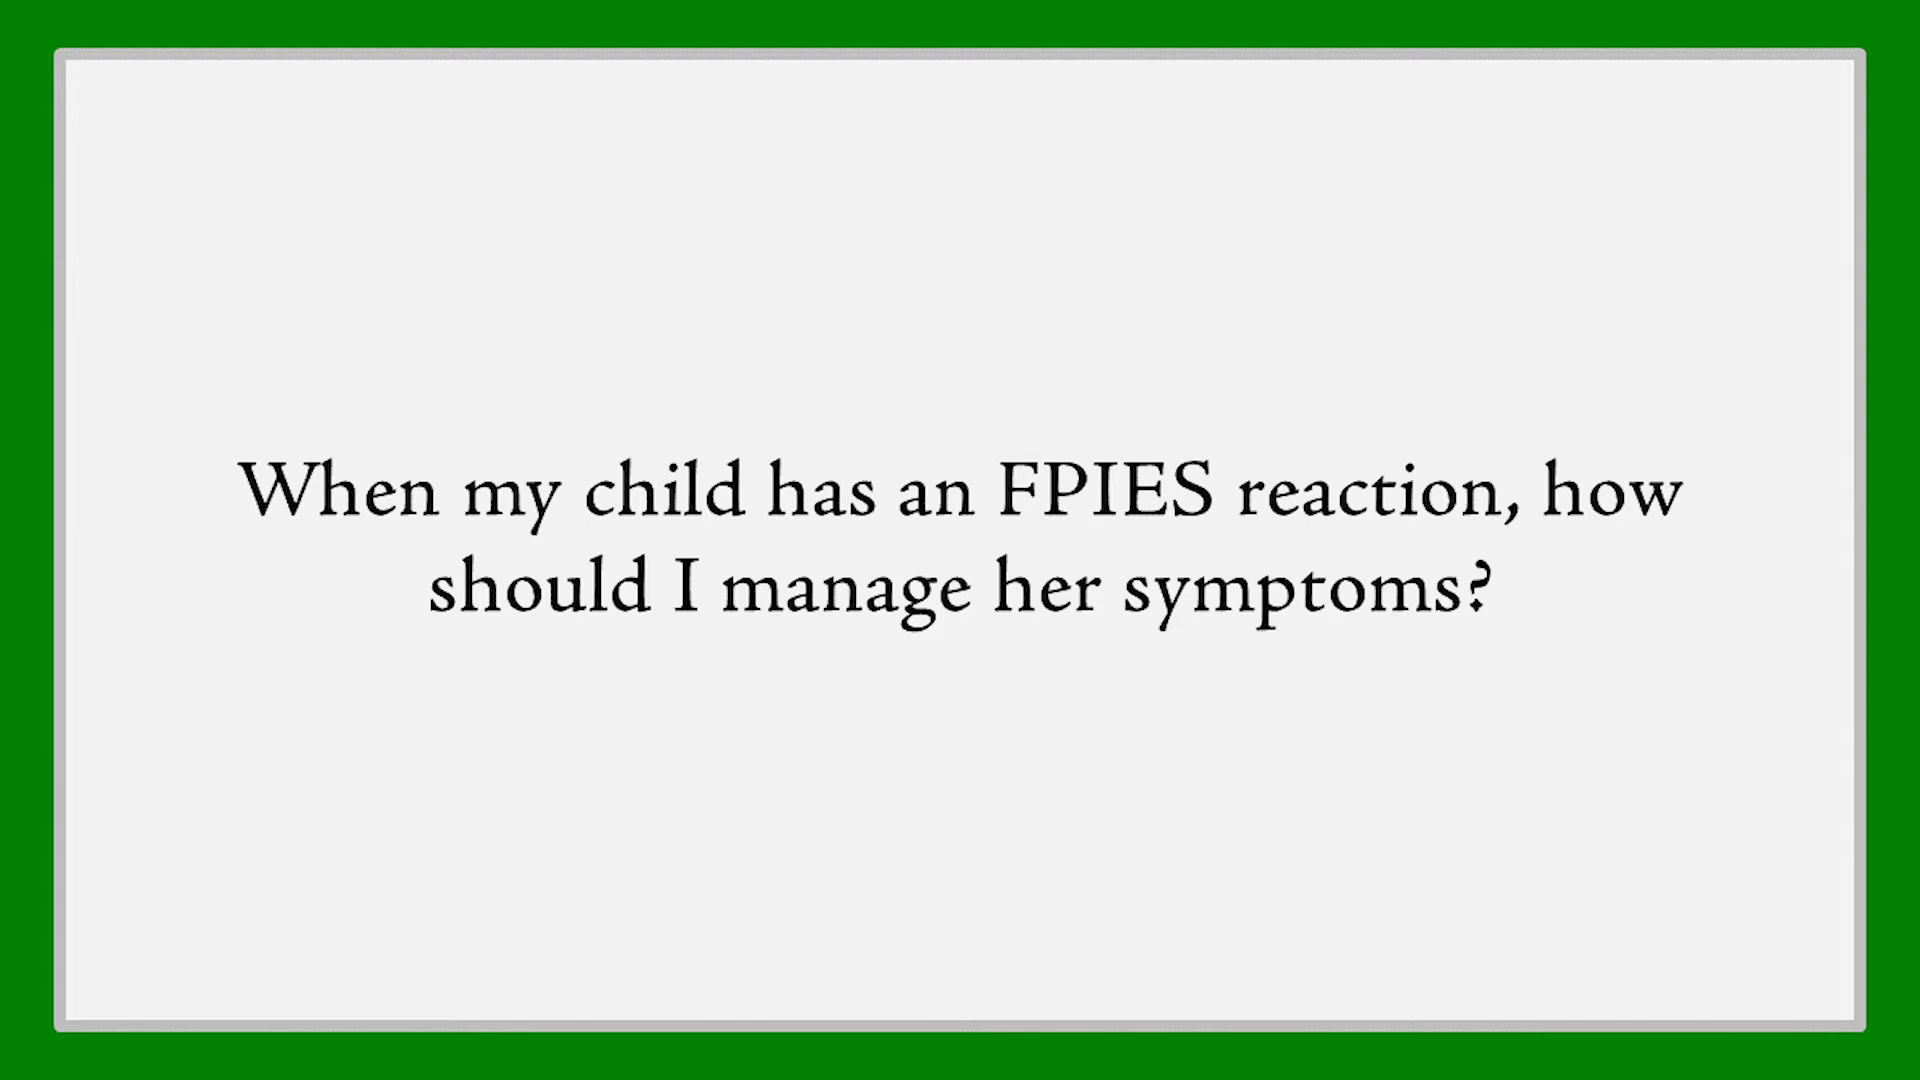 When my child has an FPIES reaction, how
should I manage her symptoms?